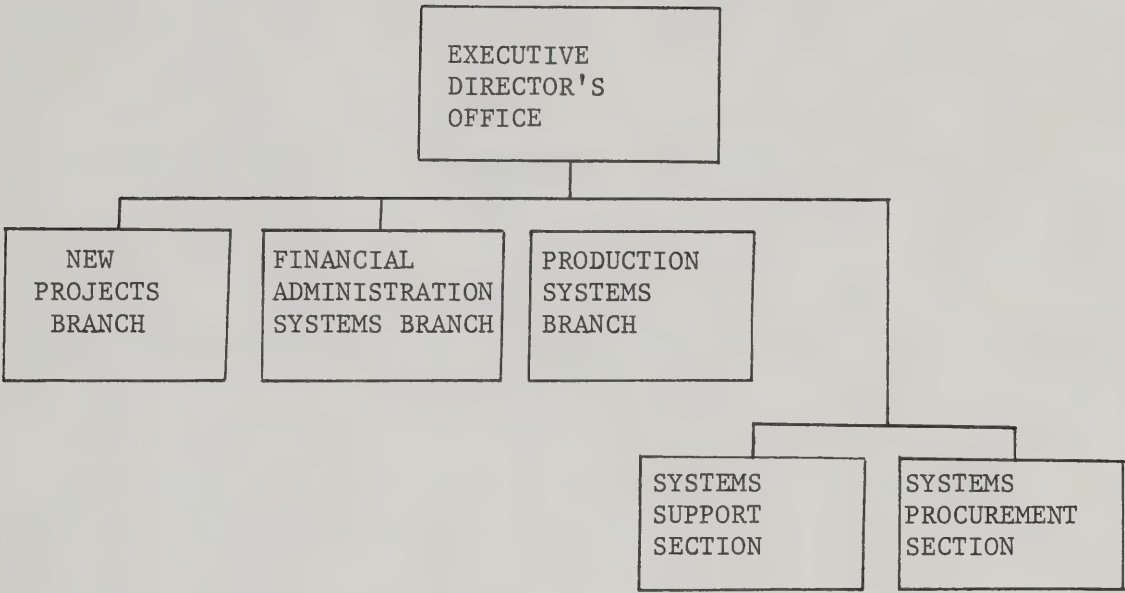 EXECUTIVE
DIRECTOR'S
OFFICE
NEW
PROJECTS
BRANCH
FINANCIAL
ADMINISTRATION
SYSTEMS BRANCH
PRODUCTION
SYSTEMS
BRANCH
SYSTEMS
SUPPORT
SECTION
SYSTEMS
PROCUREMENT
SECTION